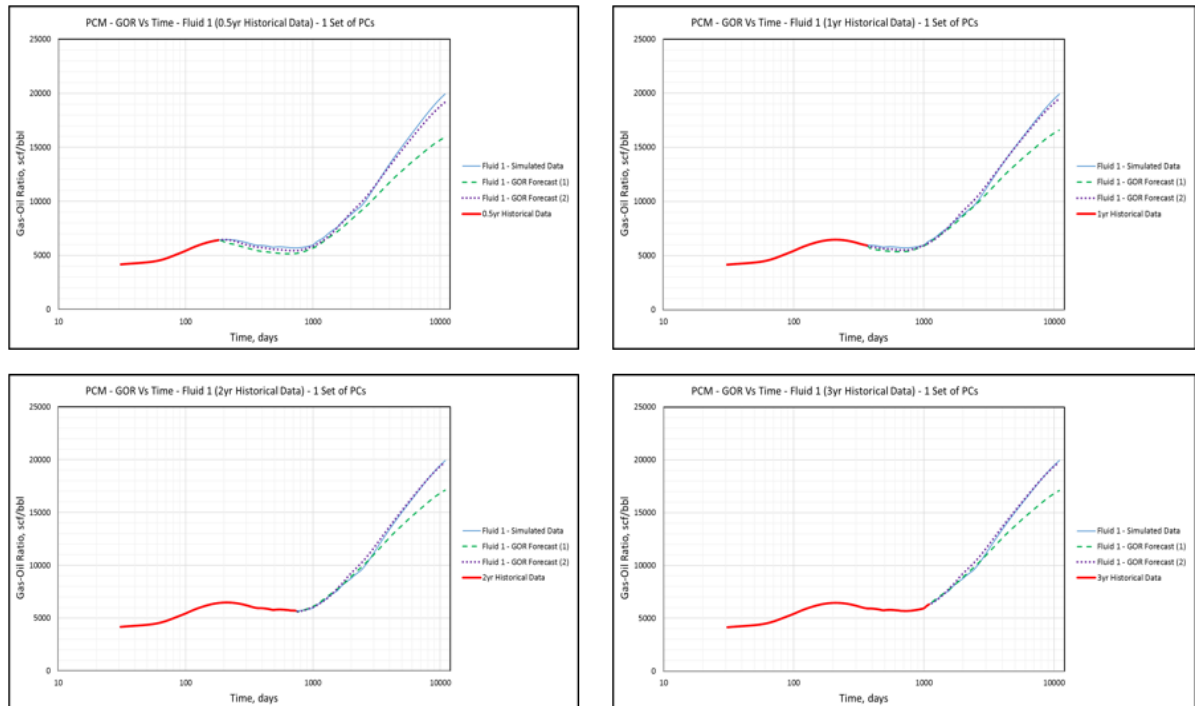 PCM - GOR Vs Time - Fluid 1 (0.5yr Historical Data) - 1 Set of PCs
25000
20000
15000
10000
5000
0
Gas-Oil Ratio, scf/bbl
10
100
1000
10000
Time, days
Fluid 1 - Simulated Data
Fluid 1 - GOR Forecast (1)
Fluid 1 - GOR Forecast (2)
0.5yr Historical Data
PCM - GOR Vs Time - Fluid 1 (1yr Historical Data) - 1 Set of PCs
25000
20000
15000
10000
5000
0
Gas-Oil Ratio, scf/bbl
10
100
1000
10000
Time, days
Fluid 1 - Simulated Data
Fluid 1 - GOR Forecast (1)
Fluid 1 - GOR Forecast (2)
1yr Historical Data
PCM - GOR Vs Time - Fluid 1 (2yr Historical Data) - 1 Set of PCs
25000
20000
15000
10000
5000
0
Gas-Oil Ratio, scf/bbl
10
100
1000
10000
Time, days
Fluid 1 - Simulated Data
Fluid 1 - GOR Forecast (1)
Fluid 1 - GOR Forecast (2)
2yr Historical Data
PCM - GOR Vs Time - Fluid 1 (3yr Historical Data) - 1 Set of PCs
25000
20000
15000
10000
5000
0
Gas-Oil Ratio, scf/bbl
10
100
1000
10000
Time, days
Fluid 1 - Simulated Data
Fluid 1 - GOR Forecast (1)
Fluid 1 - GOR Forecast (2)
3yr Historical Data